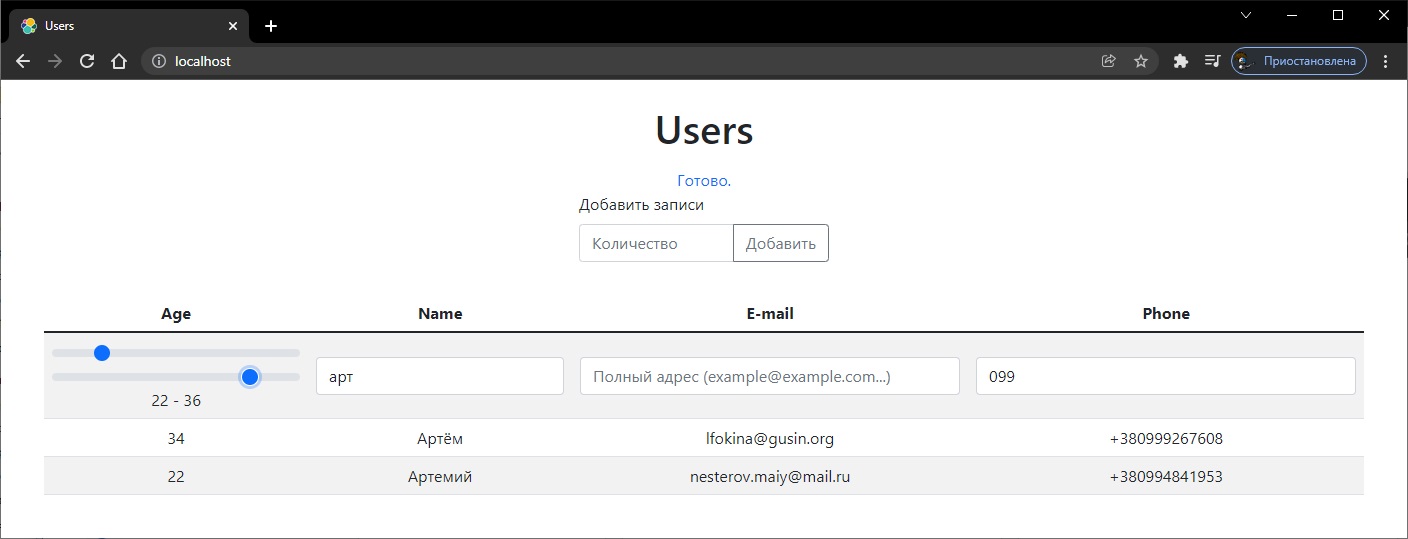 Users
localhost
Приостановлена
Users
Готово.
Добавить записи
Количество Добавить
Age Name E-mail Phone
22 - 36 арт Полный адрес (example@example.com...) 099
34 Артём lfokina@gusin.org +380999267608
22 Артемий nesterov.maiy@mail.ru +380994841953